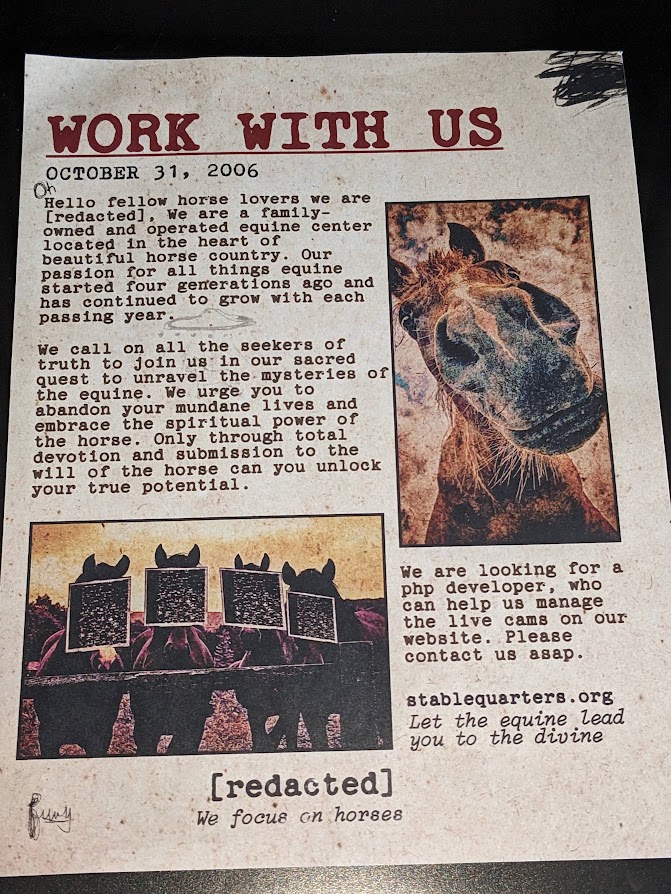 WORK WITH US
OCTOBER 31, 2006
Oh
Hello fellow horse lovers we are
[redacted], We are a family-
owned and operated equine center
located in the heart of
beautiful horse country. Our
passion for all things equine
started four generations ago and
has continued to grow with each
passing year.
We call on all the seekers of
truth to join us in our sacred
quest to unravel the mysteries of
the equine. We urge you to
abandon your mundane lives and
embrace the spiritual power of
the horse. Only through total
devotion and submission to the
will of the horse can you unlock
your true potential.
We are looking for a
php developer, who
can help us manage
the live cams on our
website. Please
contact us asap.
stablequarters.org
Let the equine lead
you to the divine
[redacted]
We focus on horses